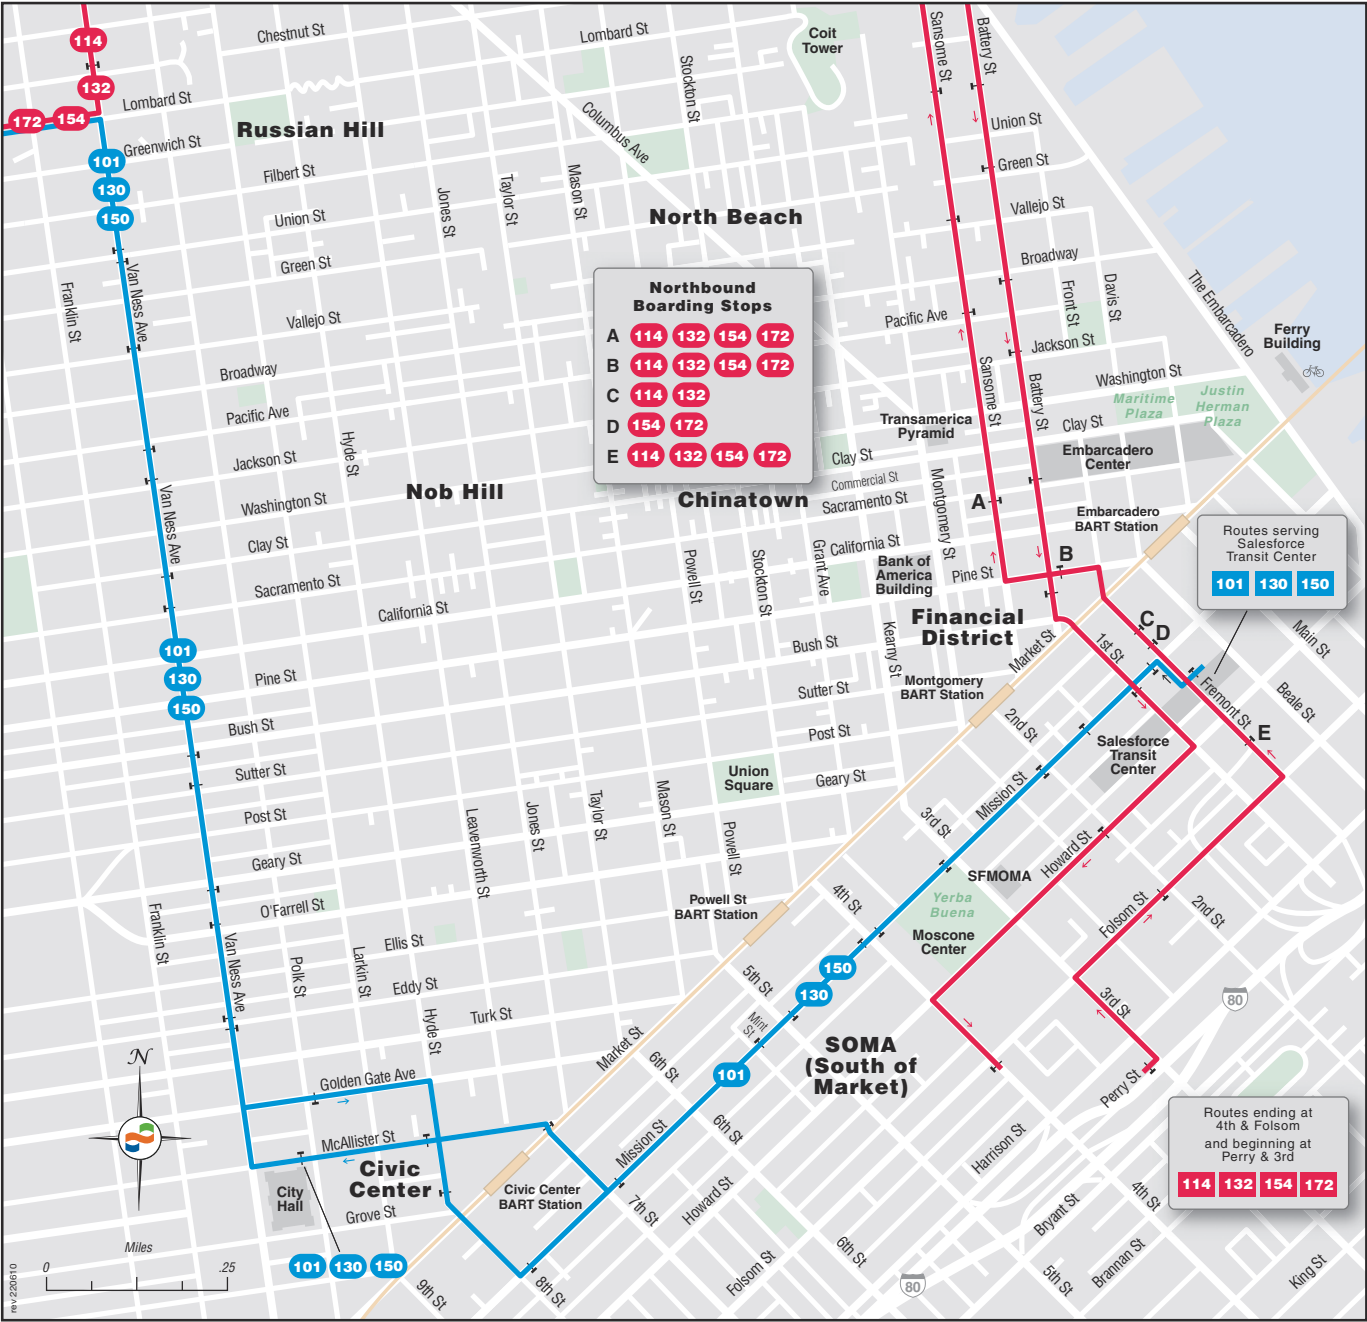 114
132
172
154
101
130
150
Chestnut St
Lombard St
Lombard St
Greenwich St
Russian Hill
Filbert St
Union St
Green St
Vallejo St
Broadway
Pacific Ave
Jackson St
Washington St
Clay St
Sacramento St
California St
Pine St
Bush St
Sutter St
Post St
Geary St
O'Farrell St
Ellis St
Eddy St
Turk St
Golden Gate Ave
McAllister St
Grove St
Franklin St
Van Ness Ave
Van Ness Ave
Hyde St
Jones St
Taylor St
Mason St
Stockton St
Columbus Ave
Coit
Tower
North Beach
Nob Hill
Chinatown
Northbound
Boarding Stops
A 114 132 154 172
B 114 132 154 172
C 114 132
D 154 172
E 114 132 154 172
Sansome St
Battery St
Union St
Green St
Vallejo St
Broadway
Pacific Ave
Front St
Davis St
The Embarcadero
Ferry
Building
Jackson St
Washington St
Sansome St
Battery St
Maritime
Plaza
Justin
Herman
Plaza
Transamerica
Pyramid
Clay St
Embarcadero
Center
Clay St
Commercial St
Sacramento St
Montgomery St
A
Embarcadero
BART Station
California St
Grant Ave
Powell St
Stockton St
Bank of
America
Building
Pine St
B
Routes serving
Salesforce
Transit Center
101 130 150
Financial
District
Kearny St
Bush St
Sutter St
Post St
Geary St
Market St
1st St
C
D
Main St
Beale St
Fremont St
E
Montgomery
BART Station
2nd St
Salesforce
Transit
Center
Union
Square
Mission St
3rd St
Howard St
SFMOMA
Yerba
Buena
Moscone
Center
4th St
Folsom St
2nd St
101
130
150
Leavenworth St
Jones St
Taylor St
Mason St
Powell St
Powell St
BART Station
Franklin St
Van Ness Ave
Polk St
Larkin St
Hyde St
150
130
101
5th St
Mint
St
3rd St
80
SOMA
(South of
Market)
Market St
6th St
6th St
Mission St
Perry St
Routes ending at
4th & Folsom
and beginning at
Perry & 3rd
114 132 154 172
Harrison St
Civic
Center
City
Hall
Civic Center
BART Station
7th St
Howard St
Bryant St
4th St
6th St
Folsom St
5th St
Brannan St
King St
80
9th St
8th St
101 130 150
N
Miles
0 .25
rev.220610